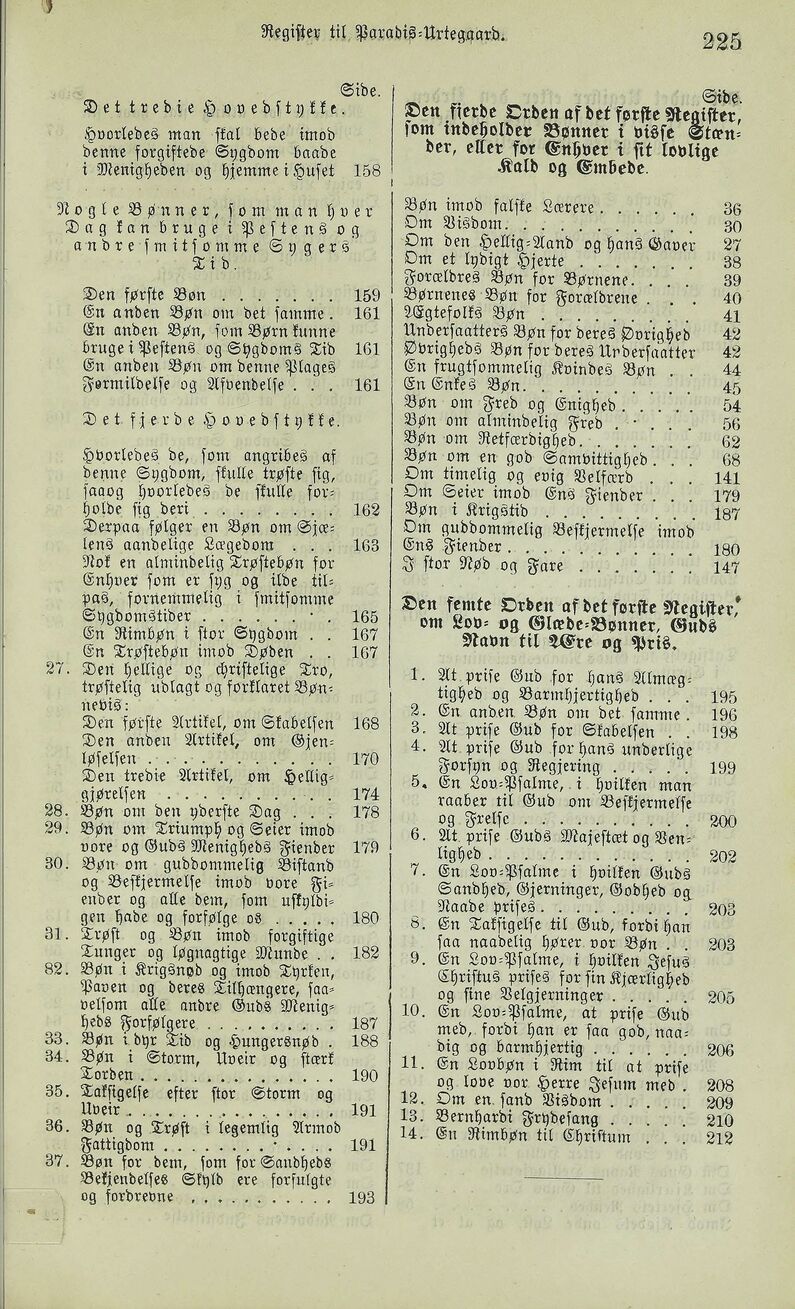 Register til Paradis-Urtegaard.
225
Side.
Det tredie Hovedstykke.
Hvorledes man skal bede imod
denne forgiftede Sygdom baade
i Menigheden og hjemme i Huset 158
Nogle Bønner, som man hver
Dag kan bruge i Pestens og
andre smitsomme Sygers
Tid.
Den første Bøn . . . . . . . 159
En anden Bøn om det samme . 161
En anden Bøn, som Børn kunne
bruge i Pestens og Sygdoms Tid 161
En anden Bøn om denne Plages
Formildelse og Afvendelse . . . 161
Det fjerde Hovedstykke.
Hvorledes de, som angribes af
denne Sygdom, skulle trøste sig,
saaog hvorledes de skulle for-
holde sig deri . . . . . . . . 162
Derpaa følger en Bøn om Sjæ-
lens aandelige Lægedom . . . 163
Nok en almindelig Trøstebøn for
Enhver som er syg og ilde til-
pas, fornemmelig i smitsomme
Sygdomstider . . . . . . . . 165
En Rimbøn i stor Sygdom . . 167
En Trøstebøn imod Døden . . 167
27. Den hellige og christelige Tro,
trøstelig udlagt og forklaret Bøn-
nevis:
Den første Artikel, om Skabelsen 168
Den anden Artikel, om Gjen-
løselsen . . . . . . . . . . . 170
Den tredie Artikel, om Hellig-
gjørelsen . . . . . . . . . . 174
28. Bøn om den yderste Dag . . . 178
29. Bøn om Triumph og Seier imod
vore og Guds Menigheds Fiender 179
30. Bøn om guddommelig Bistand
og Beskjermelse imod vore Fi-
ender og alle dem, som uskyldi-
gen hade og forfølge os . . . . . 180
31. Trøst og Bøn imod forgiftige
Tunger og løgnagtige Munde . . 182
82. Bøn i Krigsnød og imod Tyrken,
Paven og deres Tilhængere, saa-
velsom alle andre Guds Menig-
heds Forfølgere . . . . . . . . . 187
33. Bøn i dyr Tid og Hungersnød . 188
34. Bøn i Storm, Uveir og stærk
Torden . . . . . . . . . . . . . . 190
35. Taksigelse efter stor Storm og
Uveir . . . . . . . . . . . . . . . 191
36. Bøn og Trøst i legemlig Armod
Fattigdom . . . . . . . . . . . . 191
37. Bøn for dem, som for Sandheds
Bekjendelses Skyld ere forfulgte
og fordrevne . . . . . . . . . . . 193
Side.
Den fierde Orden af det første Register,
som indeholder Bønner i visse Stæn-
der, eller for Enhver i sit lovlige
Kald og Embede.
Bøn imod falske Lærere . . . . . . 36
Om Visdom . . . . . . . . . . . 30
Om den Hellig-Aand og hans Gaver 27
Om et lydigt Hjerte . . . . . . . 38
Forældres Bøn for Børnene. . . . 39
Børnenes Bøn for Forældrene . . . 40
Ægtefolks Bøn . . . . . . . . . 41
Undersaatters Bøn for deres Øvrighed 42
Øvrigheds Bøn for deres Undersaatter 42
En frugtsommelig Kvindes Bøn . . 44
En Enkes Bøn. . . . . . . . . . 45
Bøn om Fred og Enighed . . . . . 54
Bøn om almindelig Fred . . . . . 56
Bøn om Retfærdighed. . . . . . . 62
Bøn om en god Samvittighed . . . 68
Om timelig og evig Velfærd . . . 141
Om Seier imod Ens Fiender . . . 179
Bøn i Krigstid . . . . . . . . . 187
Om guddommelig Beskjermelse imod
Ens Fiender . . . . . . . . . . . 180
I stor Nød og Fare . . . . . . . 147
Den femte Orden af det første Register,
om Lov- og Glæde-Bønner, Guds
Navn til Ære og Pris.
1. At prise Gud for hans Almæg-
tighed og Barmhjertighed . . . 195
2. En anden Bøn om det samme . 196
3. At prise Gud for Skabelsen . . 198
4. At prise Gud for hans underlige
Forsyn og Regjering . . . . . 199
5. En Lov-Psalme, i hvilken man
raaber til Gud om Beskjermelse
og Frelse . . . . . . . . . . . 200
6. At prise Guds Majestæt og Ven-
lighed . . . . . . . . . . . . 202
7. En Lov-Psalme i hvilken Guds
Sandhed, Gjerninger, Godhed og
Naade prises . . . . . . . . . 203
8. En Taksigelse til Gud, fordi han
saa naadelig hører vor Bøn . . 203
9. En Lov-Psalme, i hvilken Jesus
Christus prises for sin Kjærlighed
og sine Velgjerninger . . . . . 205
10. En Lov-Psalme, at prise Gud
med, fordi han er saa god, naa-
dig og barmhjertig . . . . . . 206
11. En Lovbøn i Rim til at prise
og love vor Herre Jesum med . 208
12. Om en sand Visdom . . . . . 209
13. Bernhardi Frydesang . . . . . 210
14. En Rimbøn til Christum . . . 212